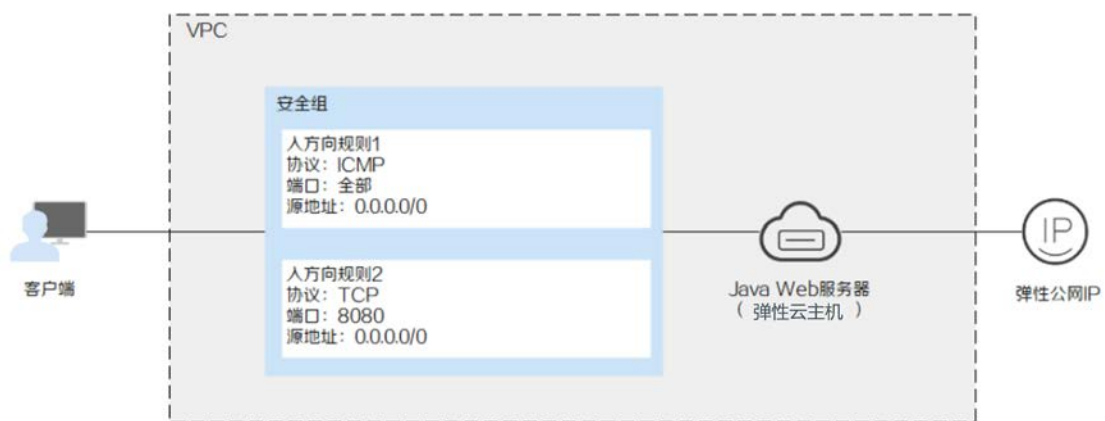 VPC
安全组
入方向规则1
协议：ICMP
端口：全部
源地址：0.0.0.0/0
入方向规则2
协议：TCP
端口：8080
源地址：0.0.0.0/0
客户端
Java Web服务器
（ 弹性云主机 ）
IP
弹性公网IP